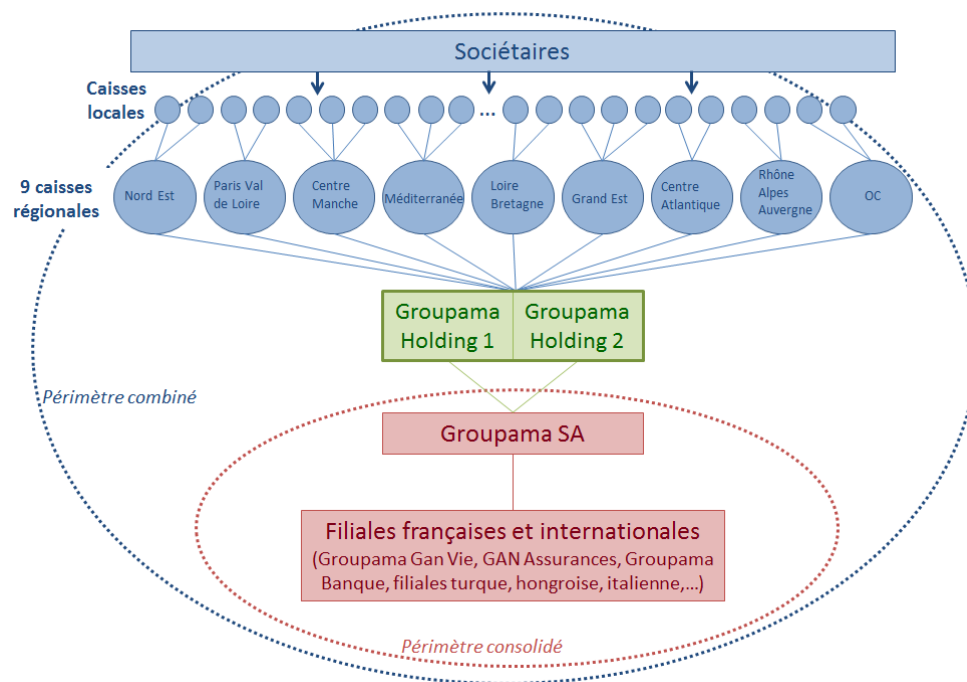 Sociétaires
Caisses
locales
...
9 caisses
régionales
Nord Est
Paris Val
de Loire
Centre
Manche
Méditerranée
Loire
Bretagne
Grand Est
Centre
Atlantique
Rhône
Alpes
Auvergne
OC
Groupama
Holding 1
Groupama
Holding 2
Périmètre combiné
Groupama SA
Filiales françaises et internationales
(Groupama Gan Vie, GAN Assurances, Groupama
Banque, filiales turque, hongroise, italienne,...)
Périmètre consolidé